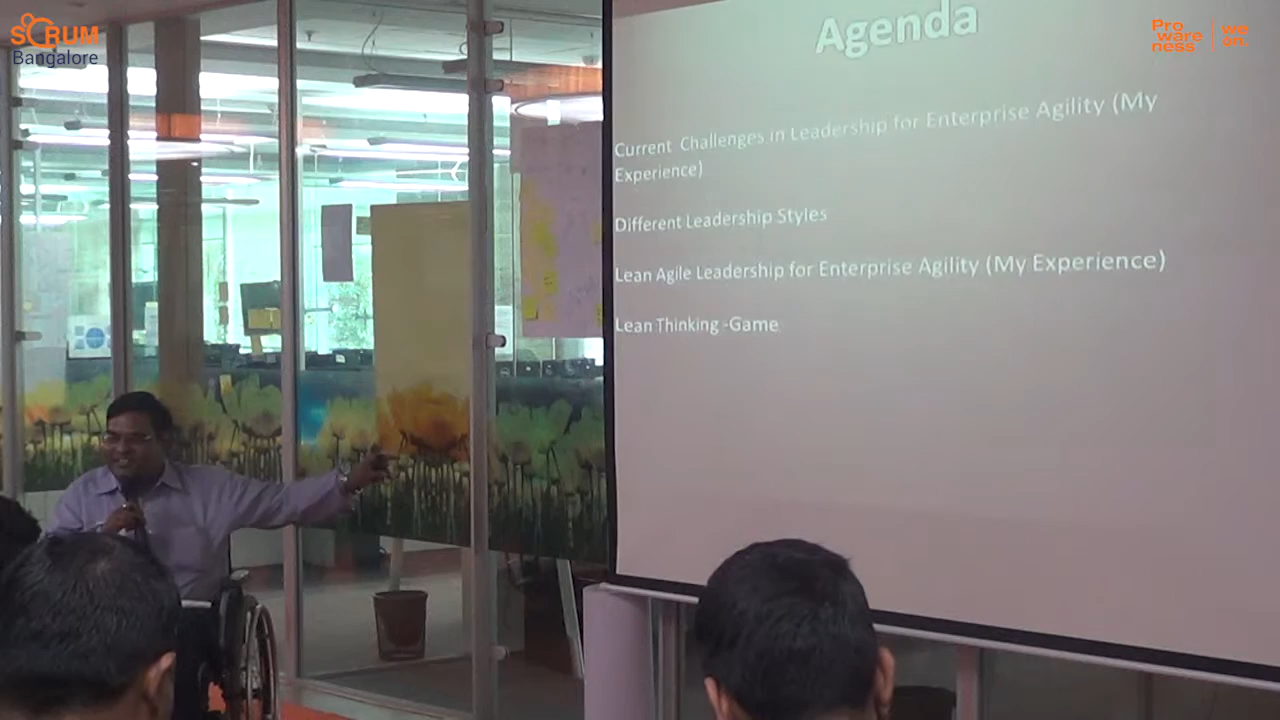 SCRUM
Bangalore
Pro
ware
ness
we
on.
Agenda
Current Challenges in Leadership for Enterprise Agility (My
Experience)
Different Leadership Styles
Lean Agile Leadership for Enterprise Agility (My Experience)
Lean Thinking -Game